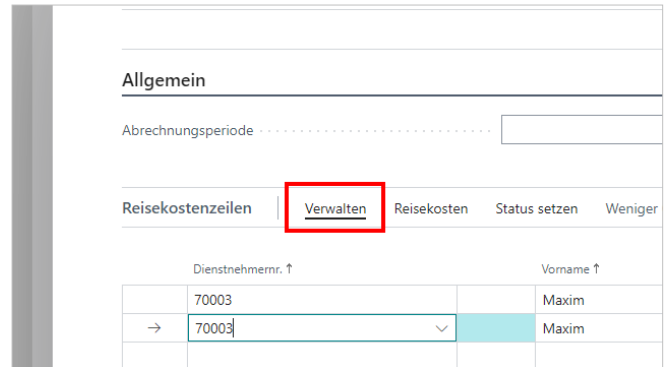 Allgemein
Abrechnungsperiode
Reisekostenzeilen Verwalten Reisekosten Status setzen Weniger
Dienstnehmernr. ↑ Vorname ↑
70003 Maxim
→ 70003 Maxim